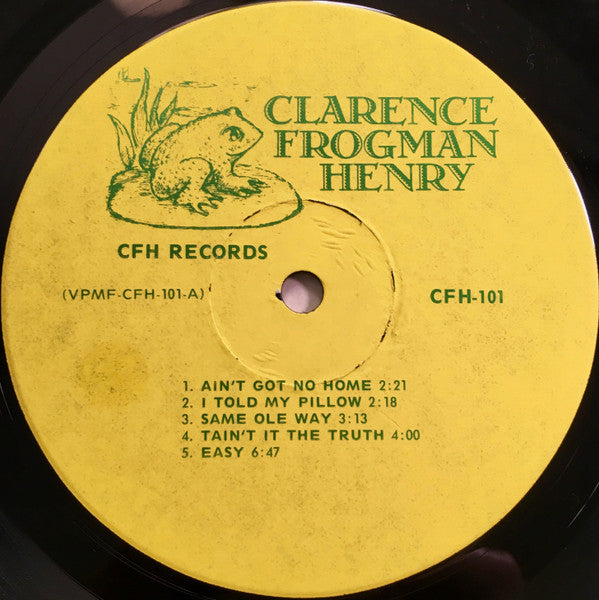 CLARENCE
FROGMAN
HENRY
CFH RECORDS
(VPMF-CFH-101-A)
CFH-101
1. AIN'T GOT NO HOME 2:21
2. I TOLD MY PILLOW 2:18
3. SAME OLE WAY 3:13
4. TAIN'T IT THE TRUTH 4:00
5. EASY 6:47